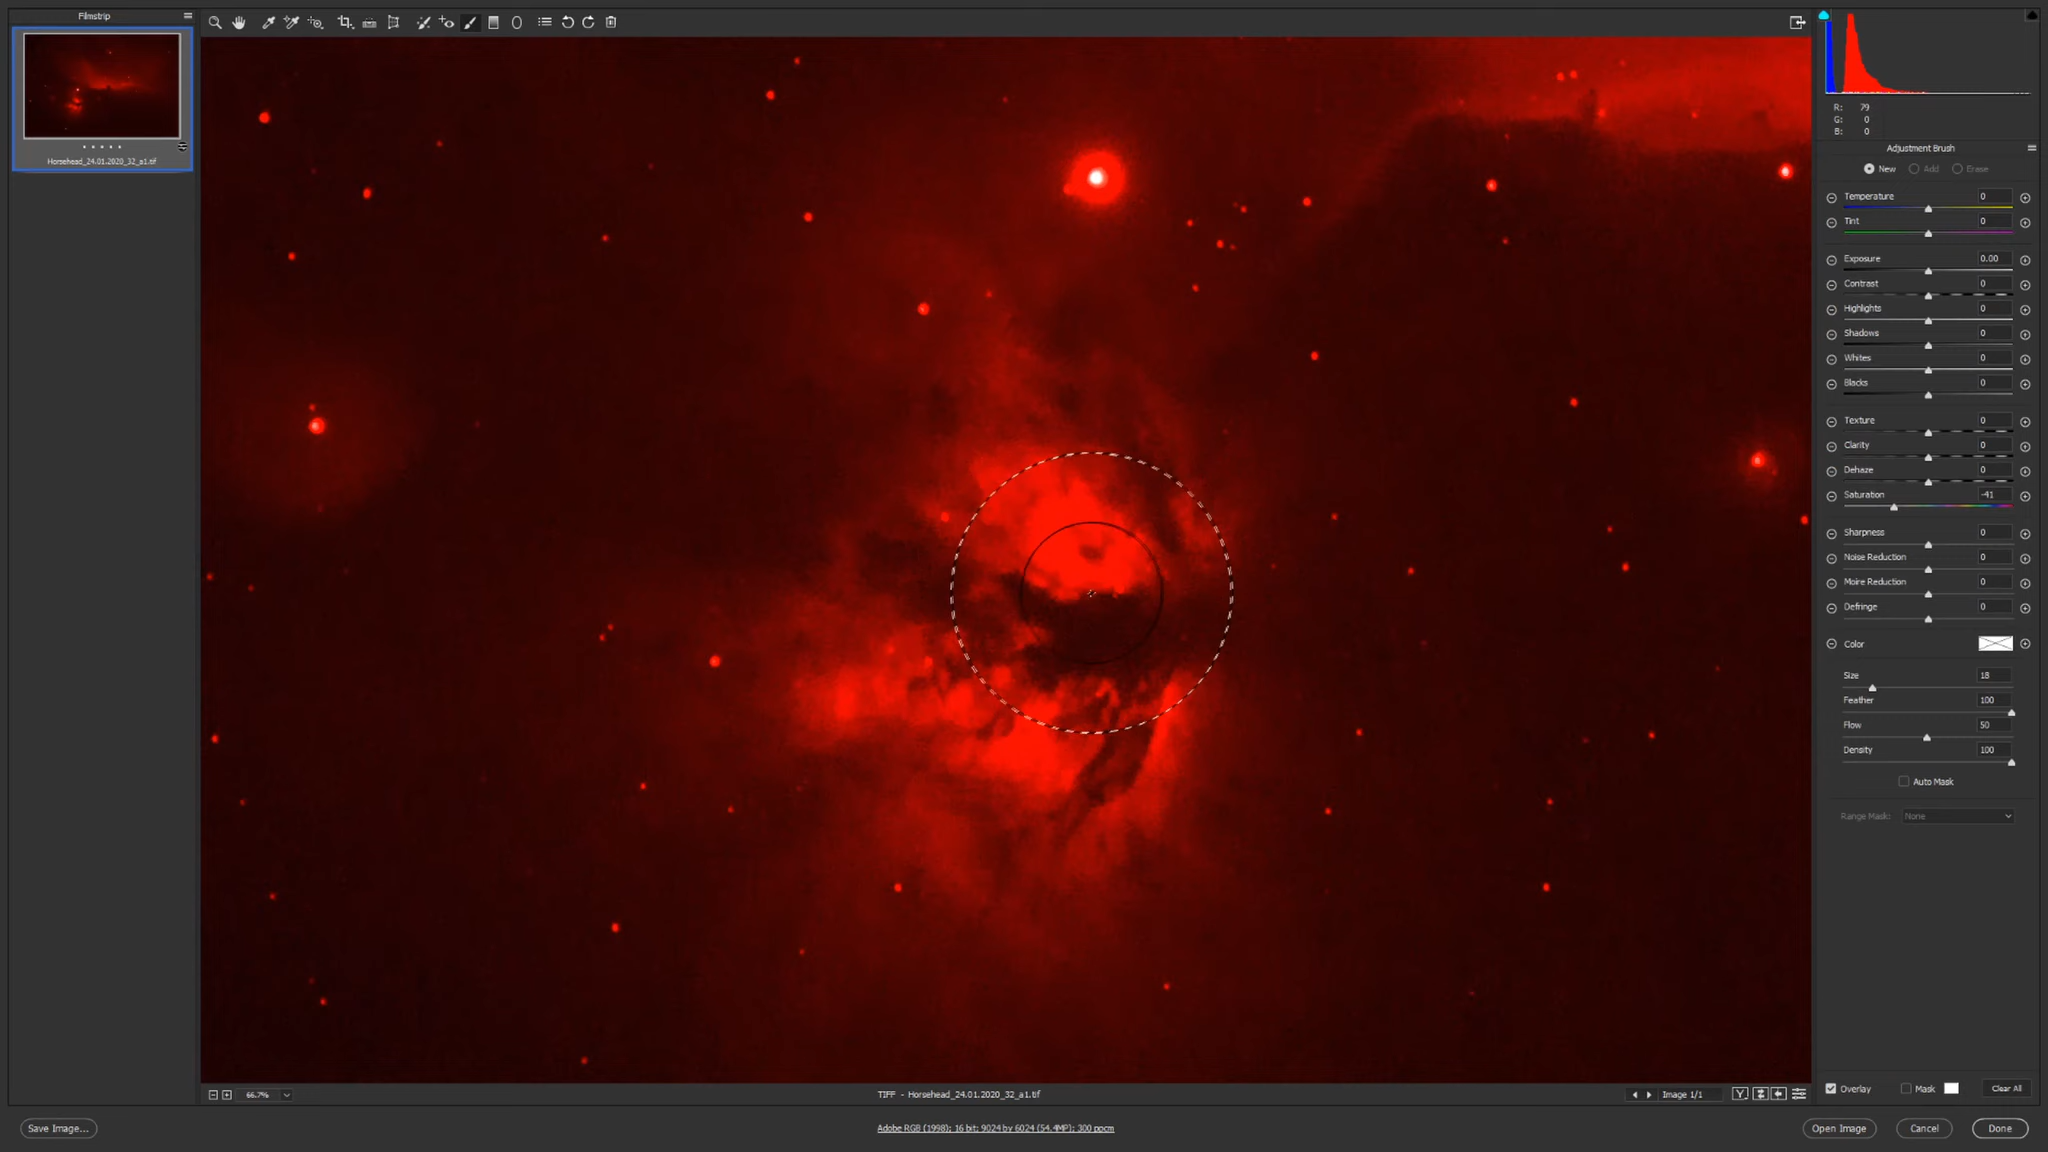 Filmstrip
Horsehead_24.01.2020_32_a1.tif
R: 79
G: 0
B: 0
Adjustment Brush
New Add Erase
Temperature 0
Tint 0
Exposure 0.00
Contrast 0
Highlights 0
Shadows 0
Whites 0
Blacks 0
Texture 0
Clarity 0
Dehaze 0
Saturation -41
Sharpness 0
Noise Reduction 0
Moire Reduction 0
Defringe 0
Color
Size 18
Feather 100
Flow 50
Density 100
Auto Mask
Range Mask: None
Overlay Mask Clear All
66.7% TIFF - Horsehead_24.01.2020_32_a1.tif Image 1/1 Y
Save Image... Adobe RGB (1998); 16 bit; 9024 by 6024 (54.4MP); 300 ppcm Open Image Cancel Done